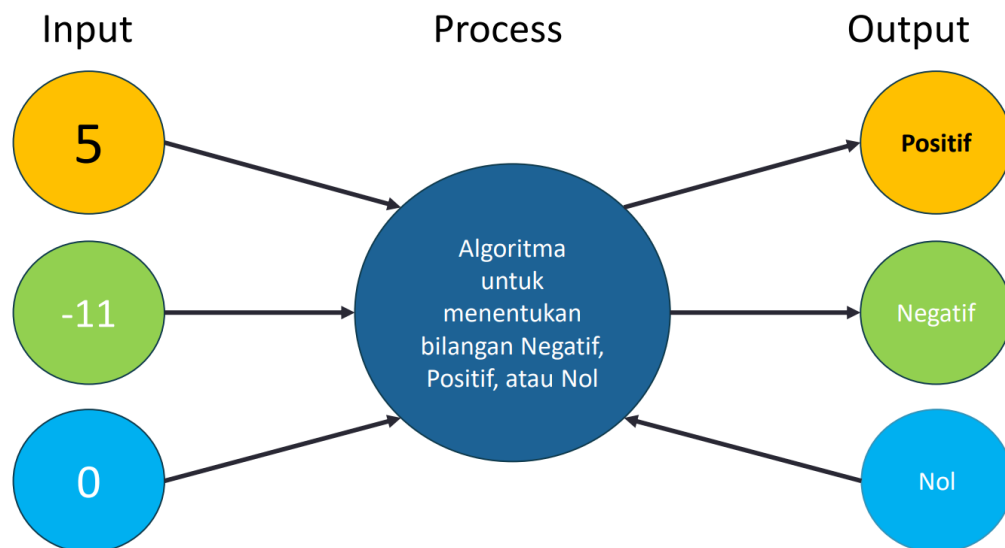 Input
Process
Output
5
Positif
-11
Algoritma
untuk
menentukan
bilangan Negatif,
Positif, atau Nol
Negatif
0
Nol